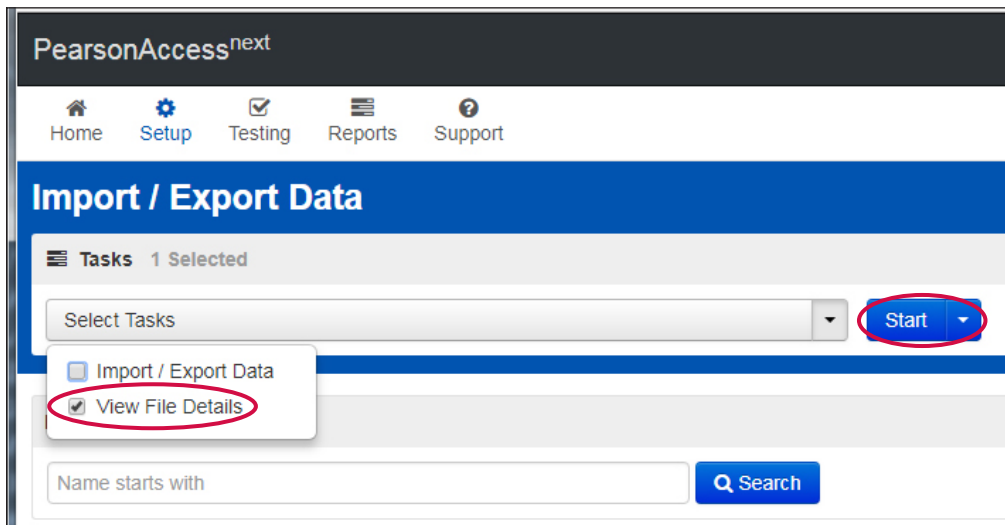 PearsonAccessnext
Home Setup Testing Reports Support
Import / Export Data
Tasks 1 Selected
Select Tasks Start
Import / Export Data
View File Details
Name starts with Search